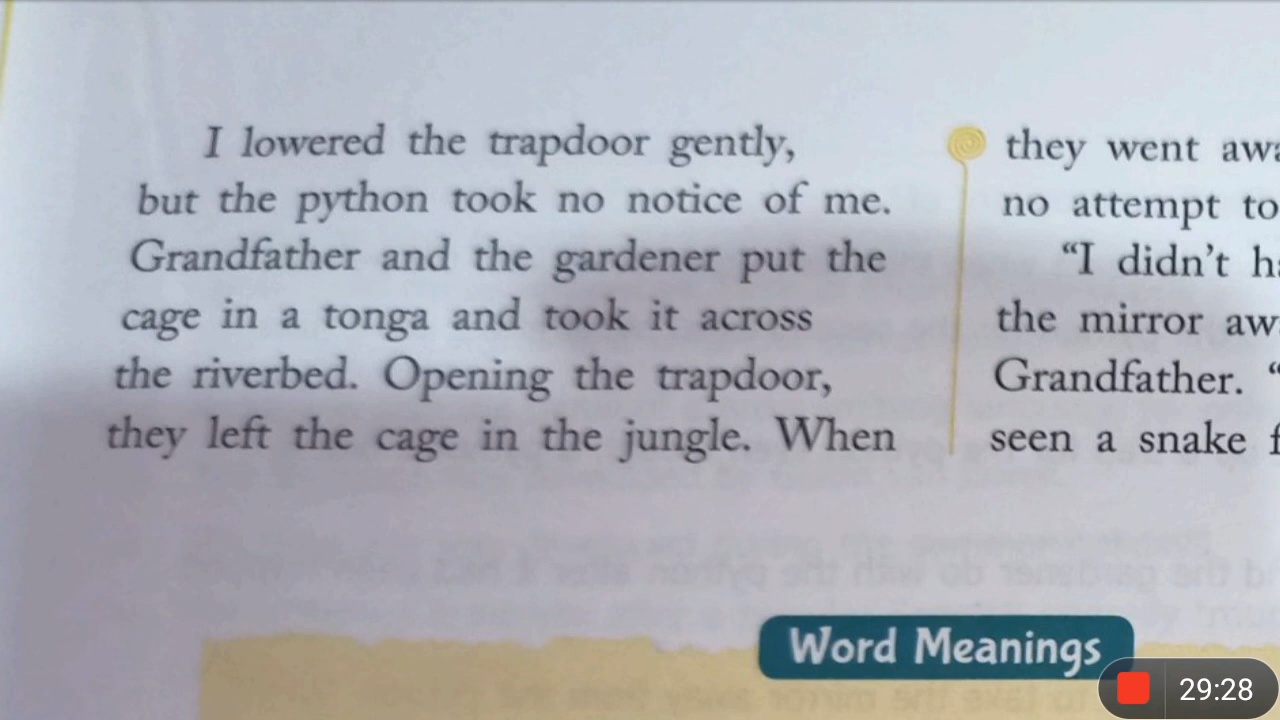 I lowered the trapdoor gently,
but the python took no notice of me.
Grandfather and the gardener put the
cage in a tonga and took it across
the riverbed. Opening the trapdoor,
they left the cage in the jungle. When
they went
no attempt to
"I didn't
the mirror
Grandfather. "
seen a snake
Word Meanings
29:28